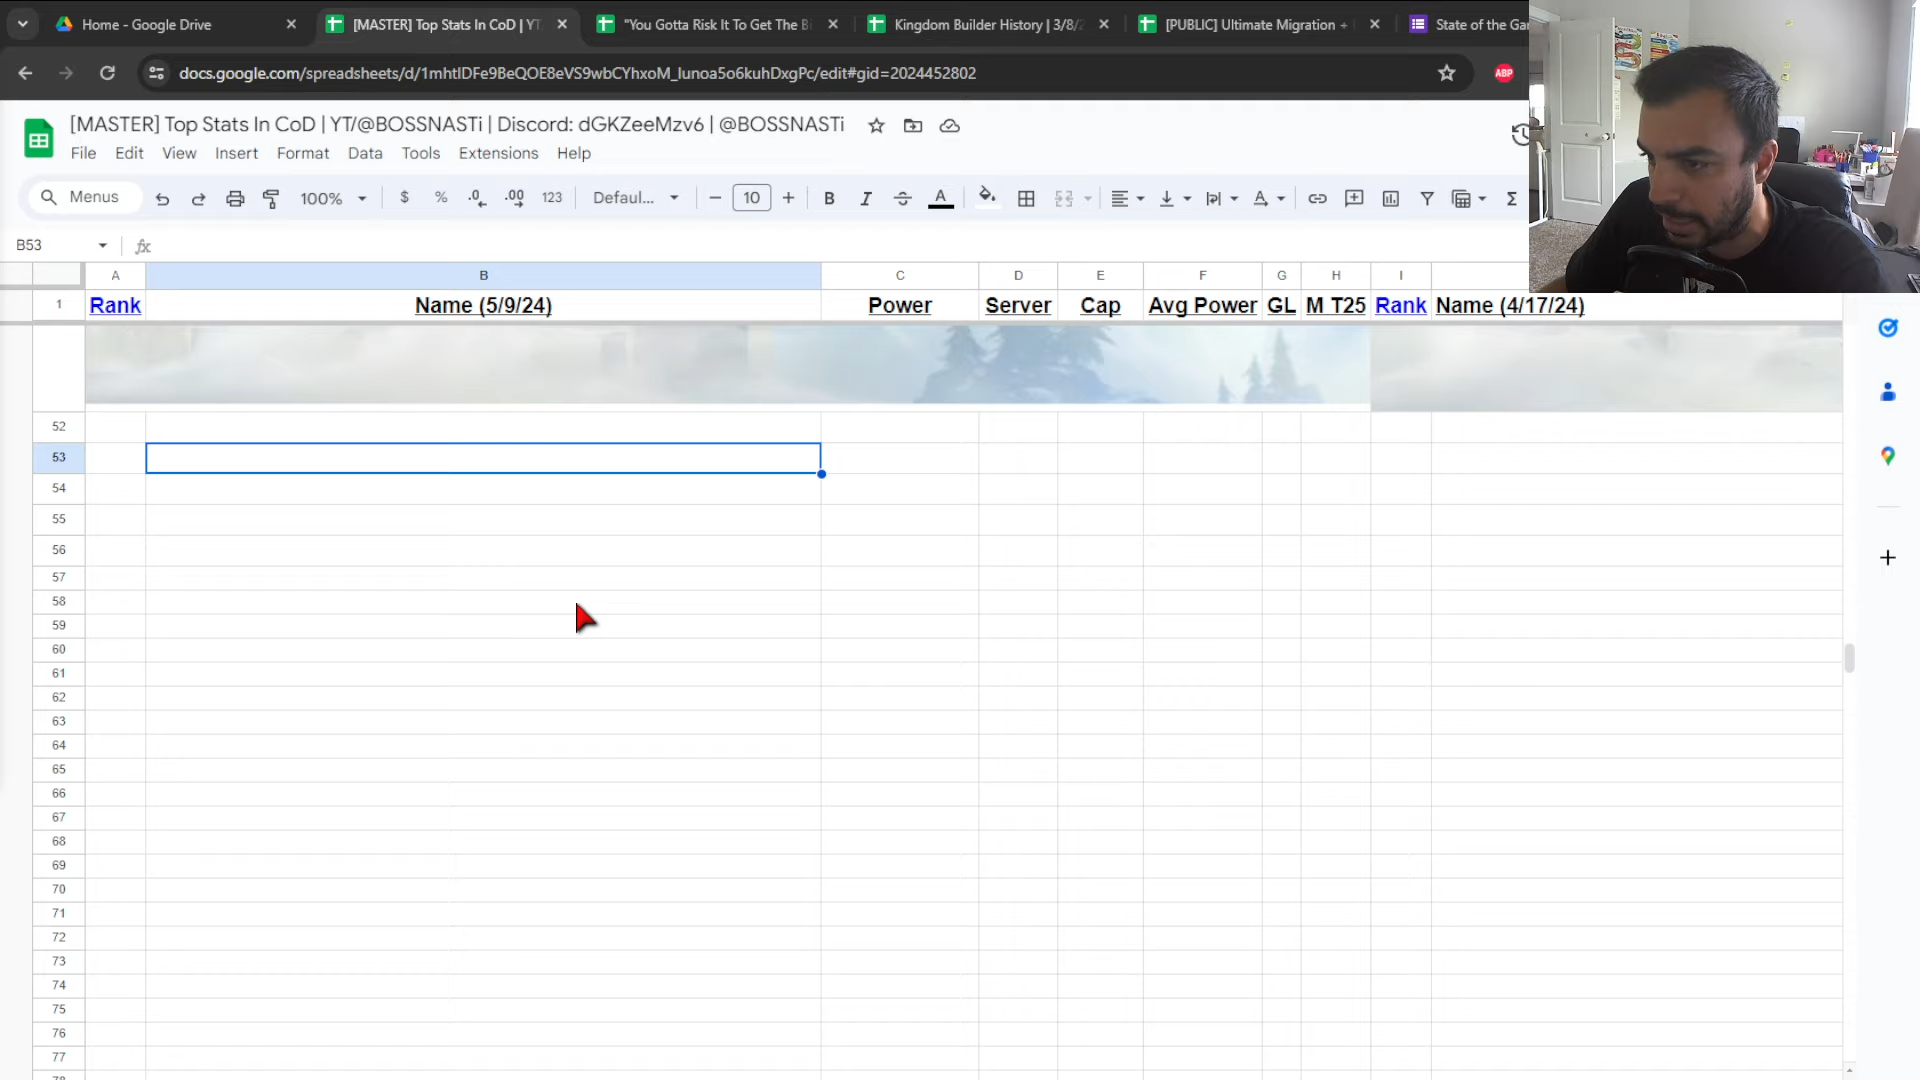 Home - Google Drive
[MASTER] Top Stats In CoD | YT
"You Gotta Risk It To Get The Bi
Kingdom Builder History | 3/8/2
[PUBLIC] Ultimate Migration +
State of the Gam
docs.google.com/spreadsheets/d/1mhtIDFe9BeQOE8eVS9wbCYhxoM_lunoa5o6kuhDxgPc/edit#gid=2024452802
ABP
[MASTER] Top Stats In CoD | YT/@BOSSNASTi | Discord: dGKZeeMzv6 | @BOSSNASTi
File Edit View Insert Format Data Tools Extensions Help
Menus 100% $ % .0 .00 123 Defaul... - 10 + B I A Σ
B53 fx
A B C D E F G H I
1 Rank Name (5/9/24) Power Server Cap Avg Power GL M T25 Rank Name (4/17/24)
52
53
54
55
56
57
58
59
60
61
62
63
64
65
66
67
68
69
70
71
72
73
74
75
76
77
78